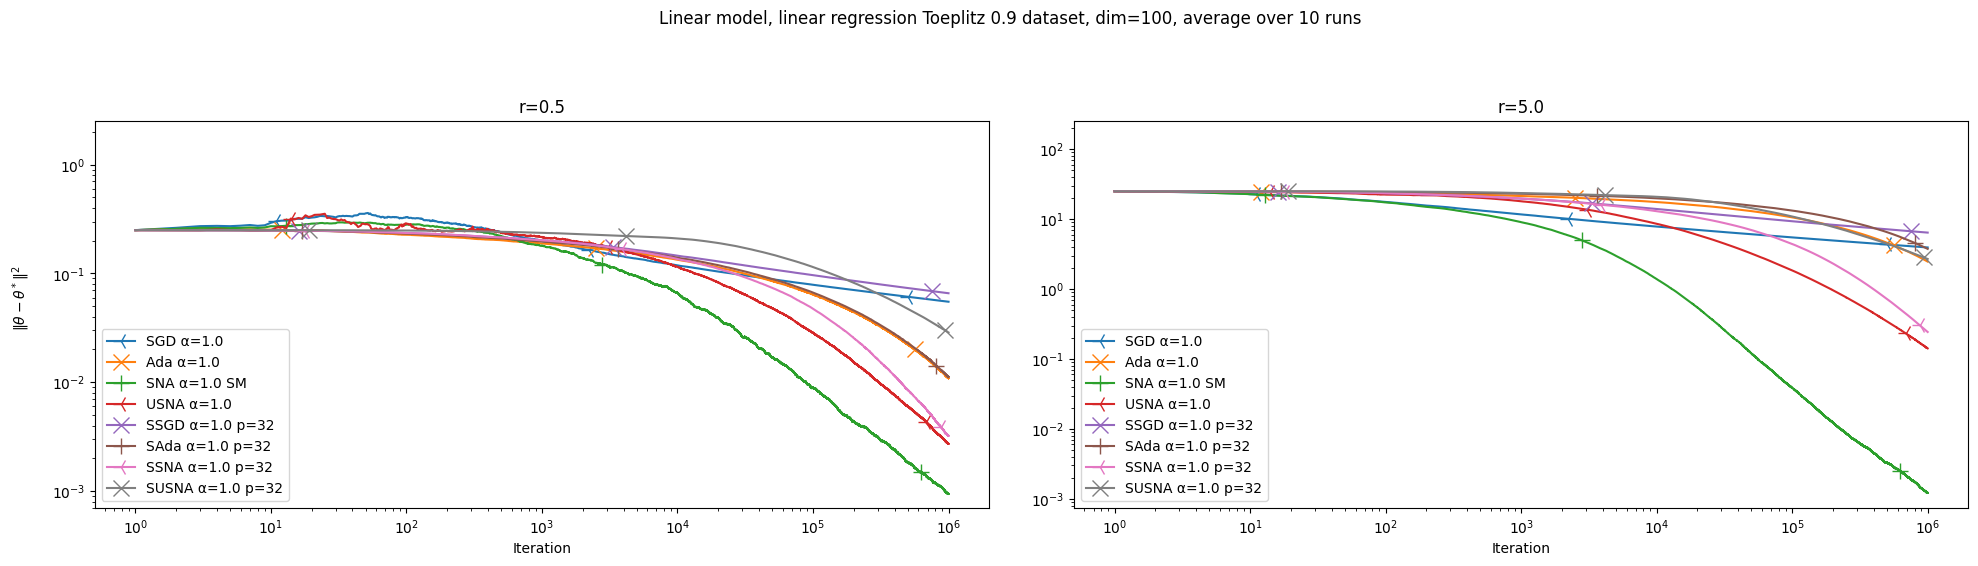 Linear model, linear regression Toeplitz 0.9 dataset, dim=100, average over 10 runs
r=0.5
‖θ − θ*‖²
10⁰
10⁻¹
10⁻²
10⁻³
SGD α=1.0
Ada α=1.0
SNA α=1.0 SM
USNA α=1.0
SSGD α=1.0 p=32
SAda α=1.0 p=32
SSNA α=1.0 p=32
SUSNA α=1.0 p=32
10⁰ 10¹ 10² 10³ 10⁴ 10⁵ 10⁶
Iteration
r=5.0
10²
10¹
10⁰
10⁻¹
10⁻²
10⁻³
SGD α=1.0
Ada α=1.0
SNA α=1.0 SM
USNA α=1.0
SSGD α=1.0 p=32
SAda α=1.0 p=32
SSNA α=1.0 p=32
SUSNA α=1.0 p=32
10⁰ 10¹ 10² 10³ 10⁴ 10⁵ 10⁶
Iteration